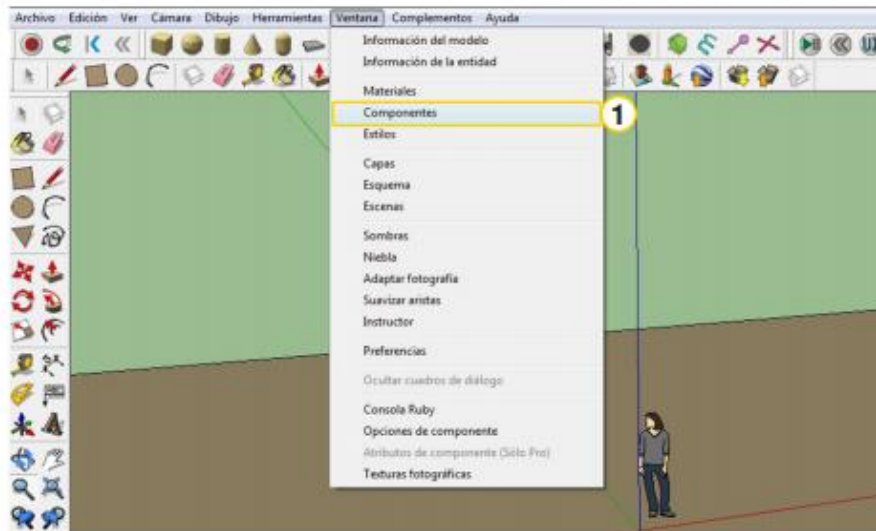 Archivo Edición Ver Cámara Dibujo Herramientas Ventana Complementos Ayuda
Información del modelo
Información de la entidad
Materiales
Componentes
1
Estilos
Capas
Esquema
Escenas
Sombras
Niebla
Adaptar fotografía
Suavizar aristas
Instructor
Preferencias
Ocultar cuadros de diálogo
Consola Ruby
Opciones de componente
Atributos de componente (Sólo Pro)
Texturas fotográficas